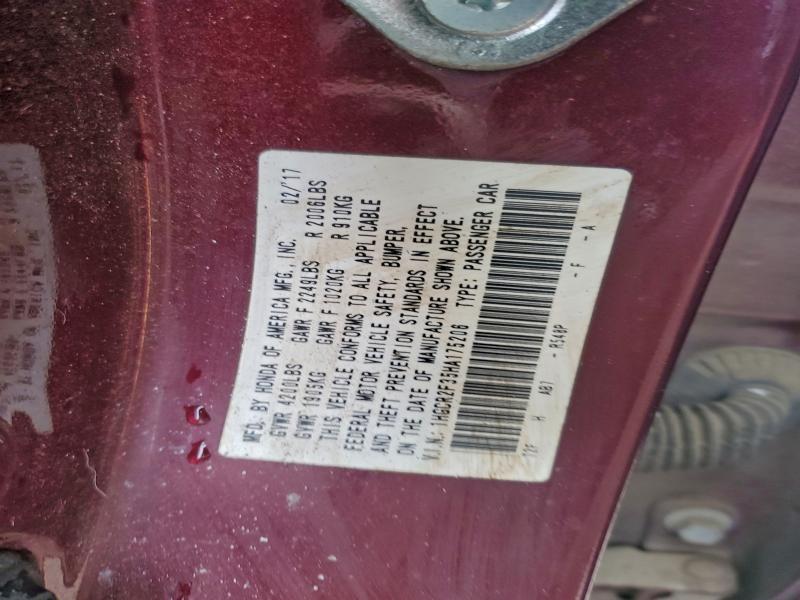 MFD. BY HONDA OF AMERICA MFG., INC. 02/'17
GVWR 4200LBS GAWR F 2249LBS R 2006LBS
GVWR 1905KG GAWR F 1020KG R 910KG
THIS VEHICLE CONFORMS TO ALL APPLICABLE
FEDERAL MOTOR VEHICLE SAFETY, BUMPER,
AND THEFT PREVENTION STANDARDS IN EFFECT
ON THE DATE OF MANUFACTURE SHOWN ABOVE.
V.I.N.: 1HGCR2F39HA175206 TYPE: PASSENGER CAR